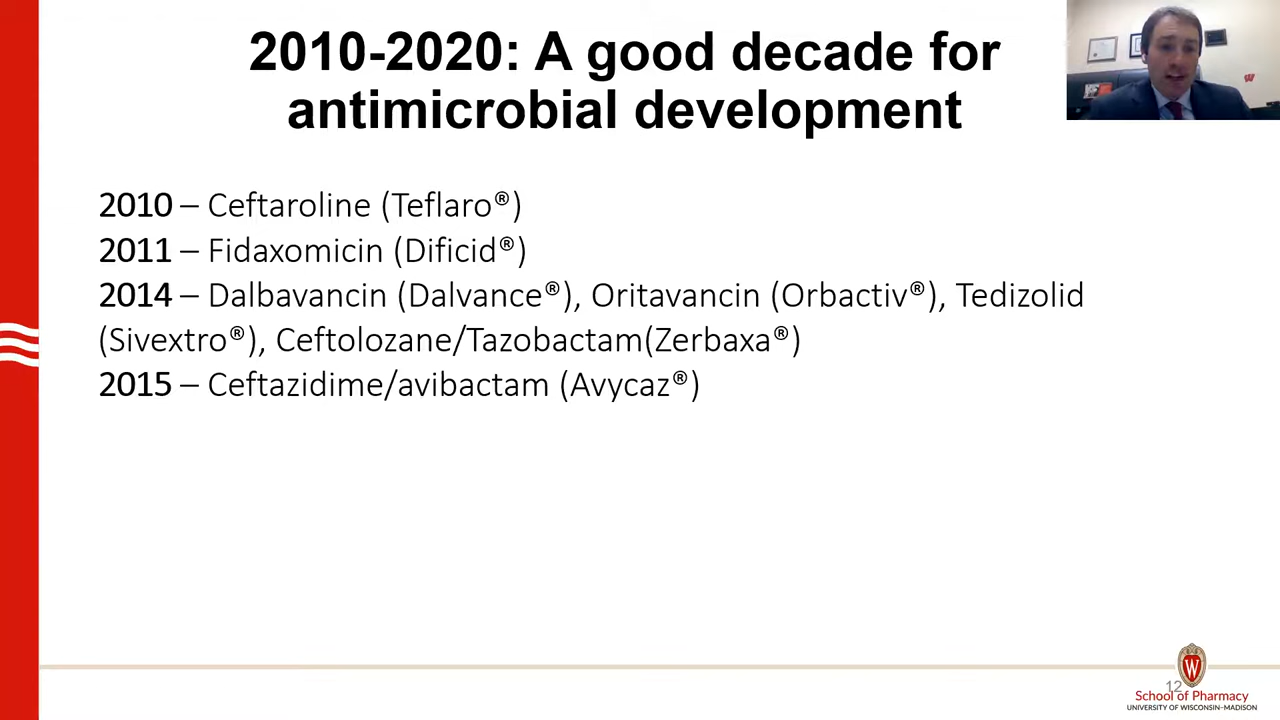 2010-2020: A good decade for
antimicrobial development
2010 – Ceftaroline (Teflaro®)
2011 – Fidaxomicin (Dificid®)
2014 – Dalbavancin (Dalvance®), Oritavancin (Orbactiv®), Tedizolid
(Sivextro®), Ceftolozane/Tazobactam(Zerbaxa®)
2015 – Ceftazidime/avibactam (Avycaz®)
W
W
12
School of Pharmacy
UNIVERSITY OF WISCONSIN-MADISON